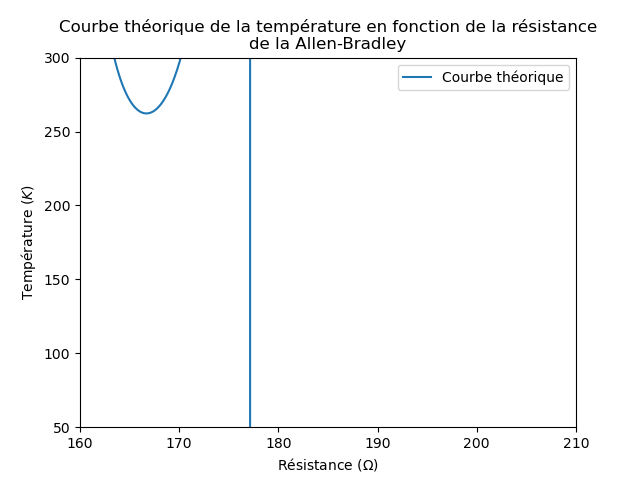 Courbe théorique de la température en fonction de la résistance
de la Allen-Bradley
Courbe théorique
300
250
200
150
100
50
Température (K)
160 170 180 190 200 210
Résistance (Ω)